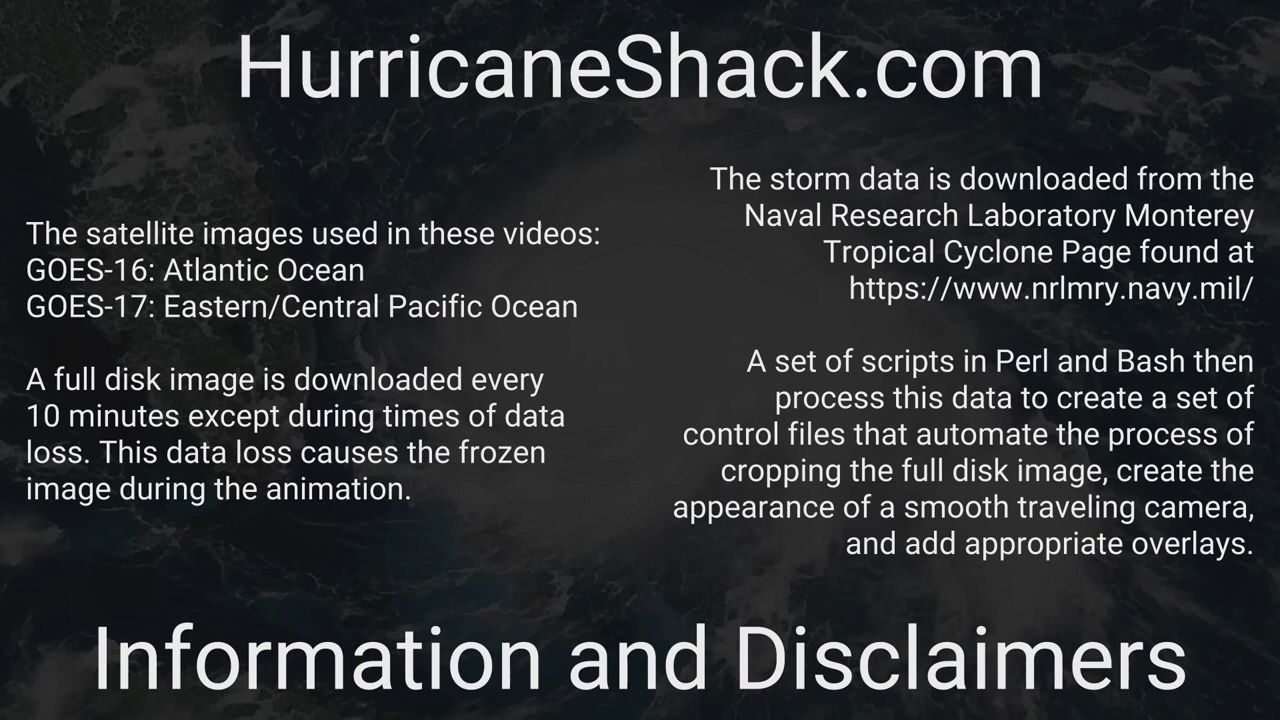 HurricaneShack.com
The satellite images used in these videos:
GOES-16: Atlantic Ocean
GOES-17: Eastern/Central Pacific Ocean
A full disk image is downloaded every
10 minutes except during times of data
loss. This data loss causes the frozen
image during the animation.
The storm data is downloaded from the
Naval Research Laboratory Monterey
Tropical Cyclone Page found at
https://www.nrlmry.navy.mil/
A set of scripts in Perl and Bash then
process this data to create a set of
control files that automate the process of
cropping the full disk image, create the
appearance of a smooth traveling camera,
and add appropriate overlays.
Information and Disclaimers